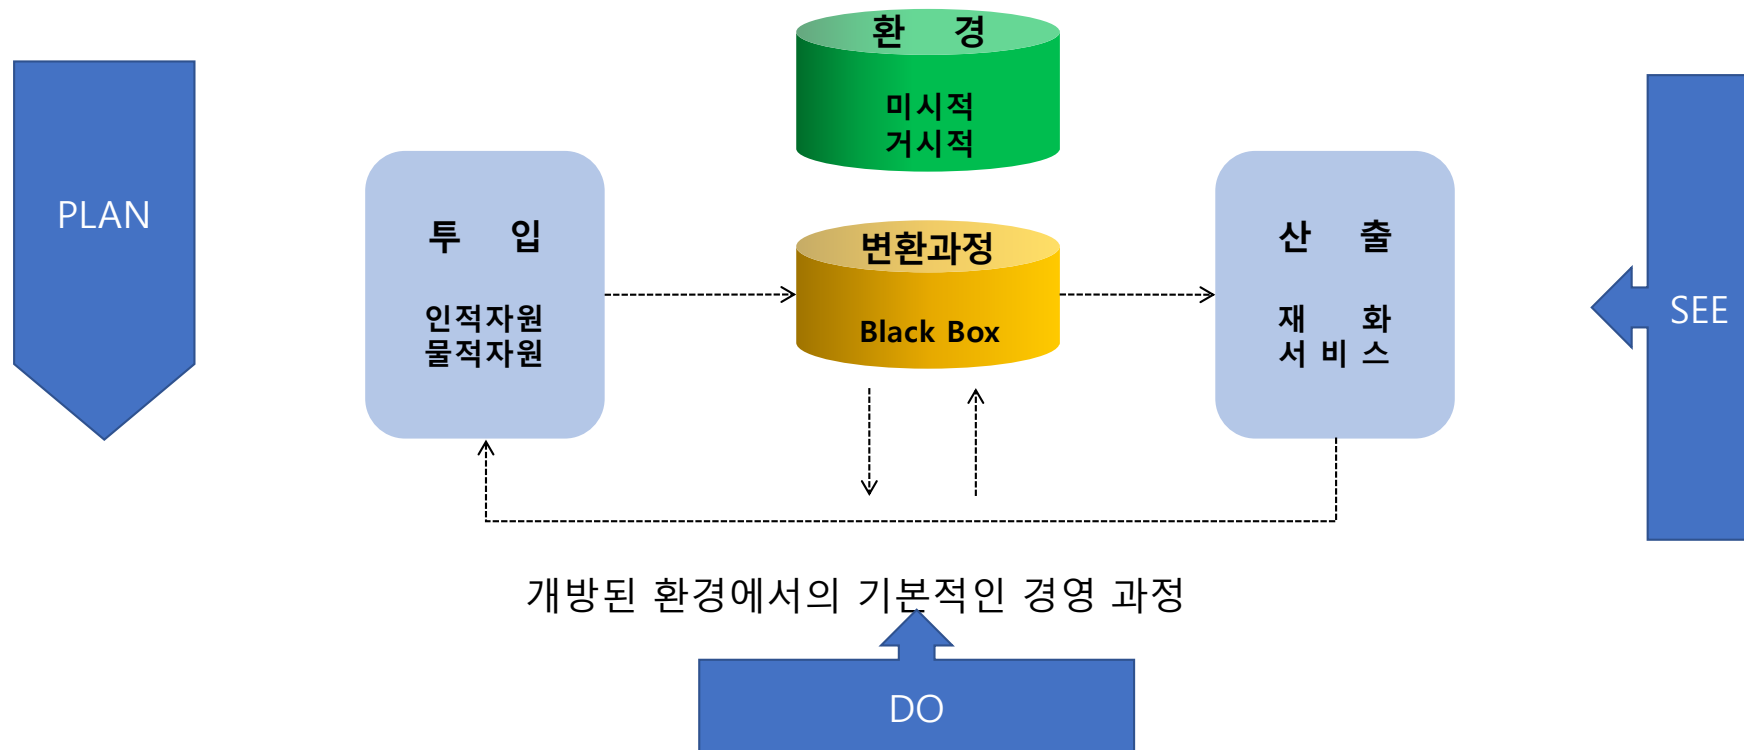 환 경
미시적
거시적
PLAN
투 입
인적자원
물적자원
변환과정
Black Box
산 출
재 화
서 비 스
SEE
개방된 환경에서의 기본적인 경영 과정
DO